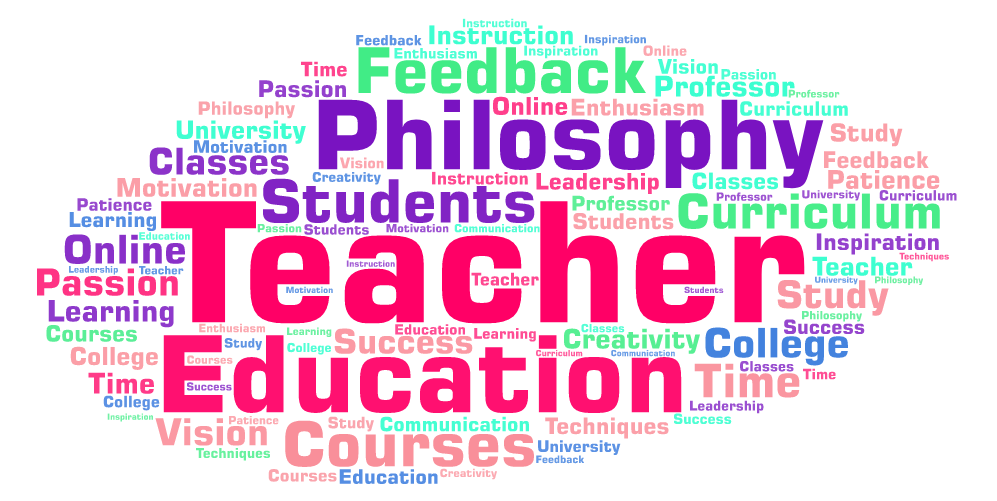 Instruction
Feedback Instruction Inspiration
Enthusiasm Inspiration Online
Time Feedback Vision Passion
Passion Professor Professor
Philosophy Online Enthusiasm Curriculum
University Philosophy Study
Motivation
Classes Vision Feedback
Creativity Instruction Leadership Classes Patience
Motivation Students Professor University Curriculum
Patience Professor Curriculum
Learning Passion Students Motivation Communication Students
Education
Online Teacher Inspiration
Leadership Teacher Instruction Teacher Techniques
Passion Teacher University Philosophy
Motivation Students Study
Learning Philosophy
Courses Enthusiasm Learning Education Learning Classes Success
Study Success Creativity College
College College Curriculum Communication
Courses Education Classes
Time Success Time Time
College Leadership
Inspiration Patience Study Communication Techniques Success
Vision Courses
Techniques University
Feedback
Courses Education Creativity